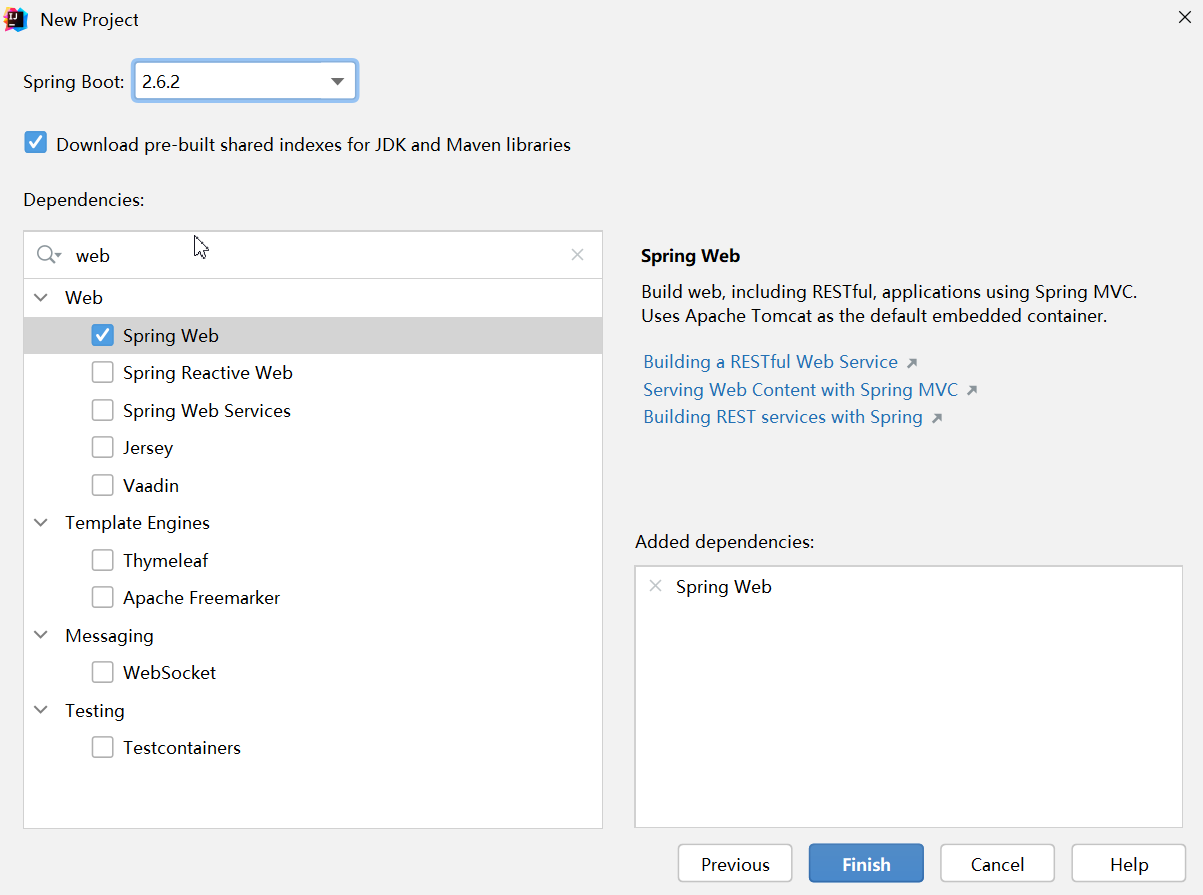 New Project
Spring Boot: 2.6.2
Download pre-built shared indexes for JDK and Maven libraries
Dependencies:
web
Web
Spring Web
Spring Reactive Web
Spring Web Services
Jersey
Vaadin
Template Engines
Thymeleaf
Apache Freemarker
Messaging
WebSocket
Testing
Testcontainers
Spring Web
Build web, including RESTful, applications using Spring MVC.
Uses Apache Tomcat as the default embedded container.
Building a RESTful Web Service
Serving Web Content with Spring MVC
Building REST services with Spring
Added dependencies:
Spring Web
Previous Finish Cancel Help